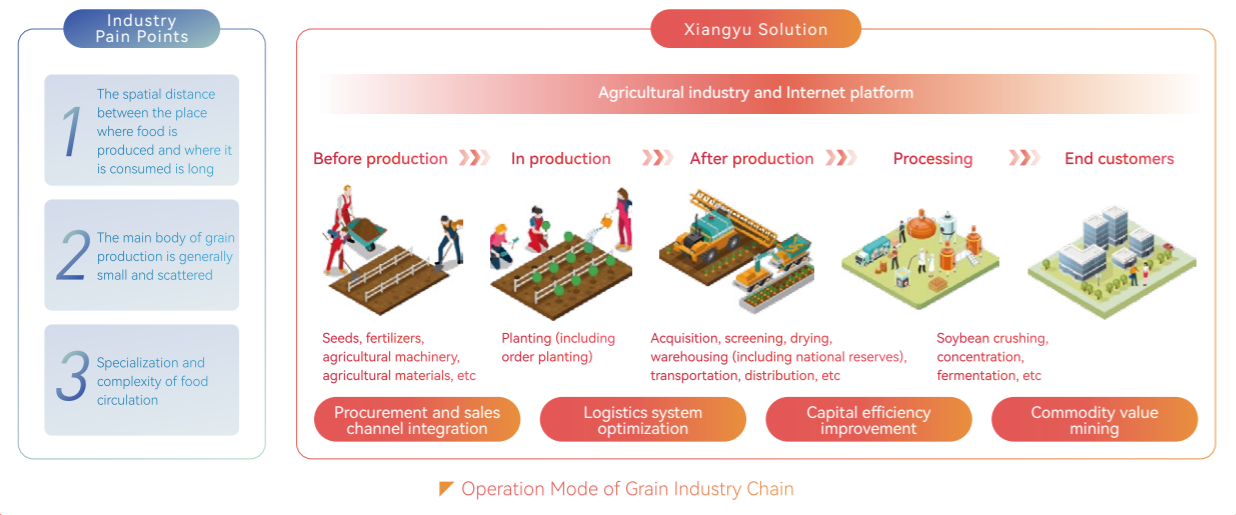 Industry
Pain Points
1
The spatial distance
between the place
where food is
produced and where it
is consumed is long
2
The main body of grain
production is generally
small and scattered
3
Specialization and
complexity of food
circulation
Xiangyu Solution
Agricultural industry and Internet platform
Before production
In production
After production
Processing
End customers
Seeds, fertilizers,
agricultural machinery,
agricultural materials, etc
Planting (including
order planting)
Acquisition, screening, drying,
warehousing (including national reserves),
transportation, distribution, etc
Soybean crushing,
concentration,
fermentation, etc
Procurement and sales
channel integration
Logistics system
optimization
Capital efficiency
improvement
Commodity value
mining
Operation Mode of Grain Industry Chain